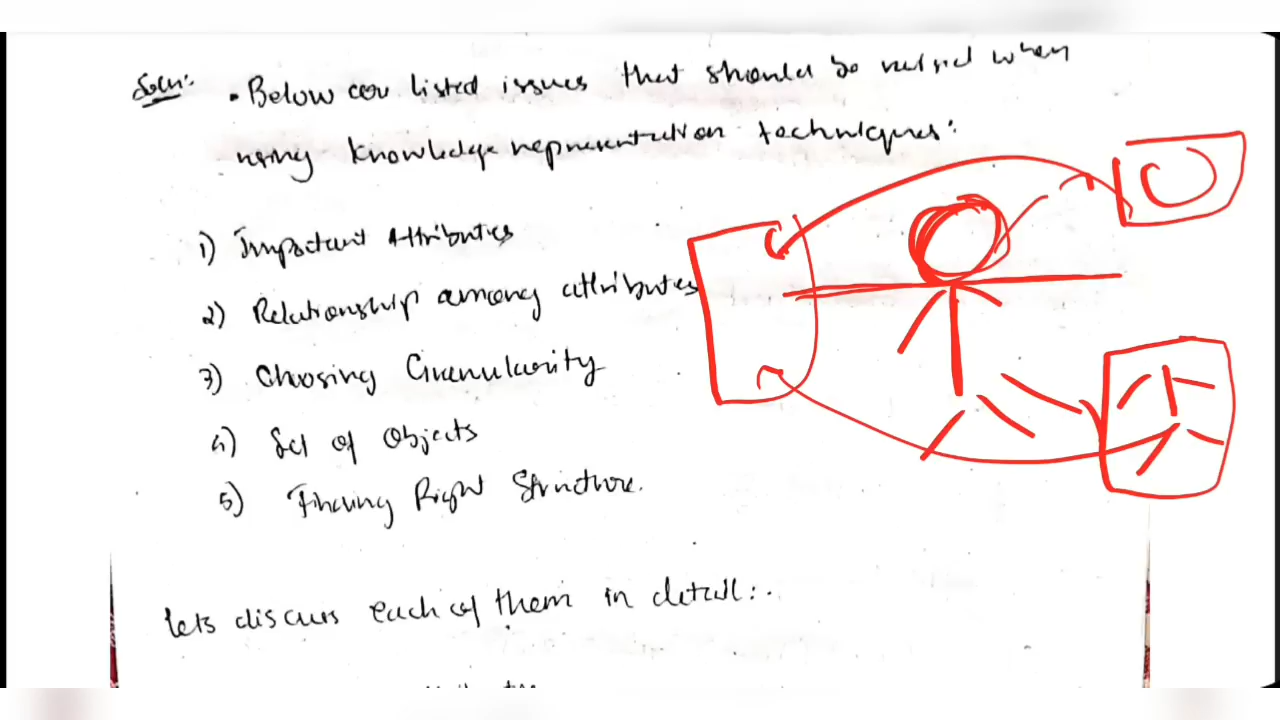 Soln:
• Below are listed issues that should be raised when
using knowledge representation techniques:
1) Important Attributes
2) Relationship among attributes
3) Choosing Granularity
4) Set of Objects
5) Finding Right Structure.
lets discuss each of them in detail:.